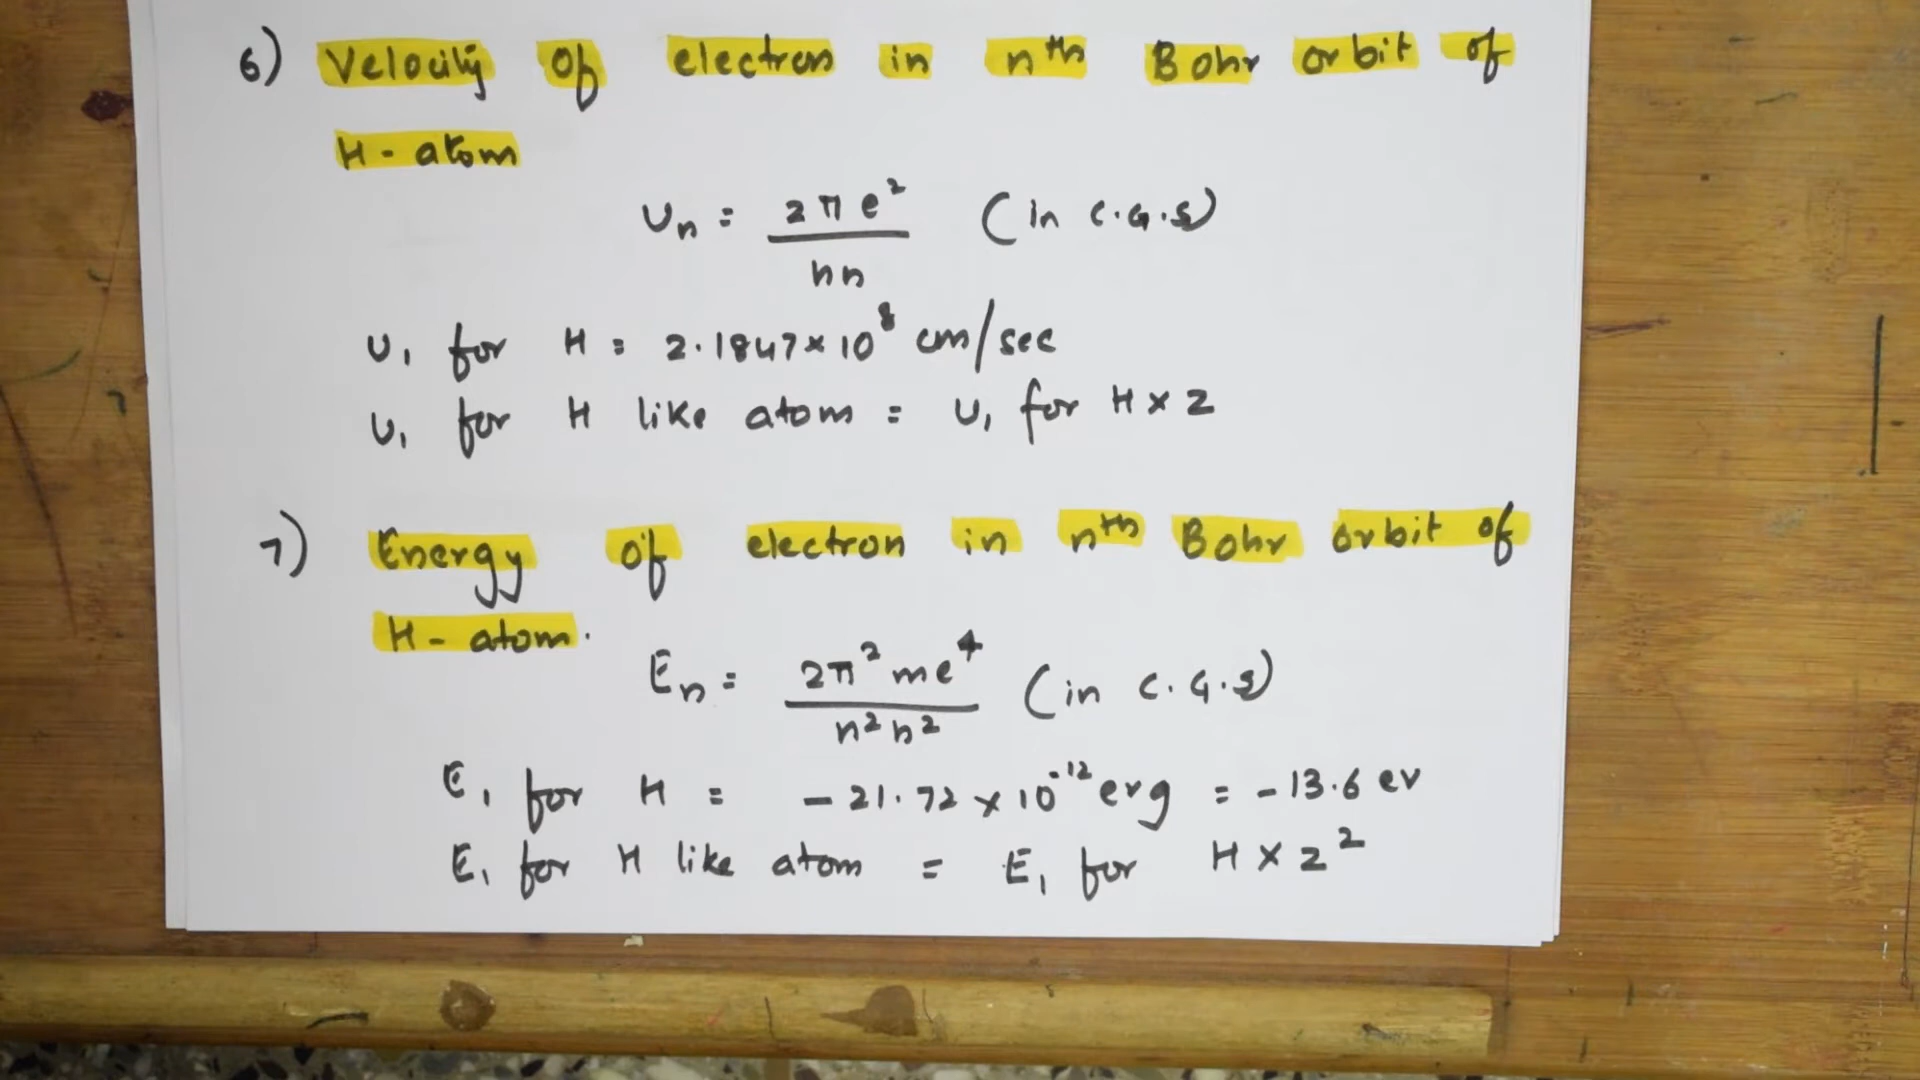 6) Velocity of electron in nth Bohr orbit of
H - atom
Un = 2πe² / hn (in C.G.S)
U₁ for H = 2.1847 × 10⁸ cm/sec
U₁ for H like atom = U₁ for H × Z
7) Energy of electron in nth Bohr orbit of
H - atom.
En = 2π²me⁴ / n²h² (in C.G.S)
E₁ for H = - 21.72 × 10⁻¹² erg = - 13.6 ev
E₁ for H like atom = E₁ for H × Z²